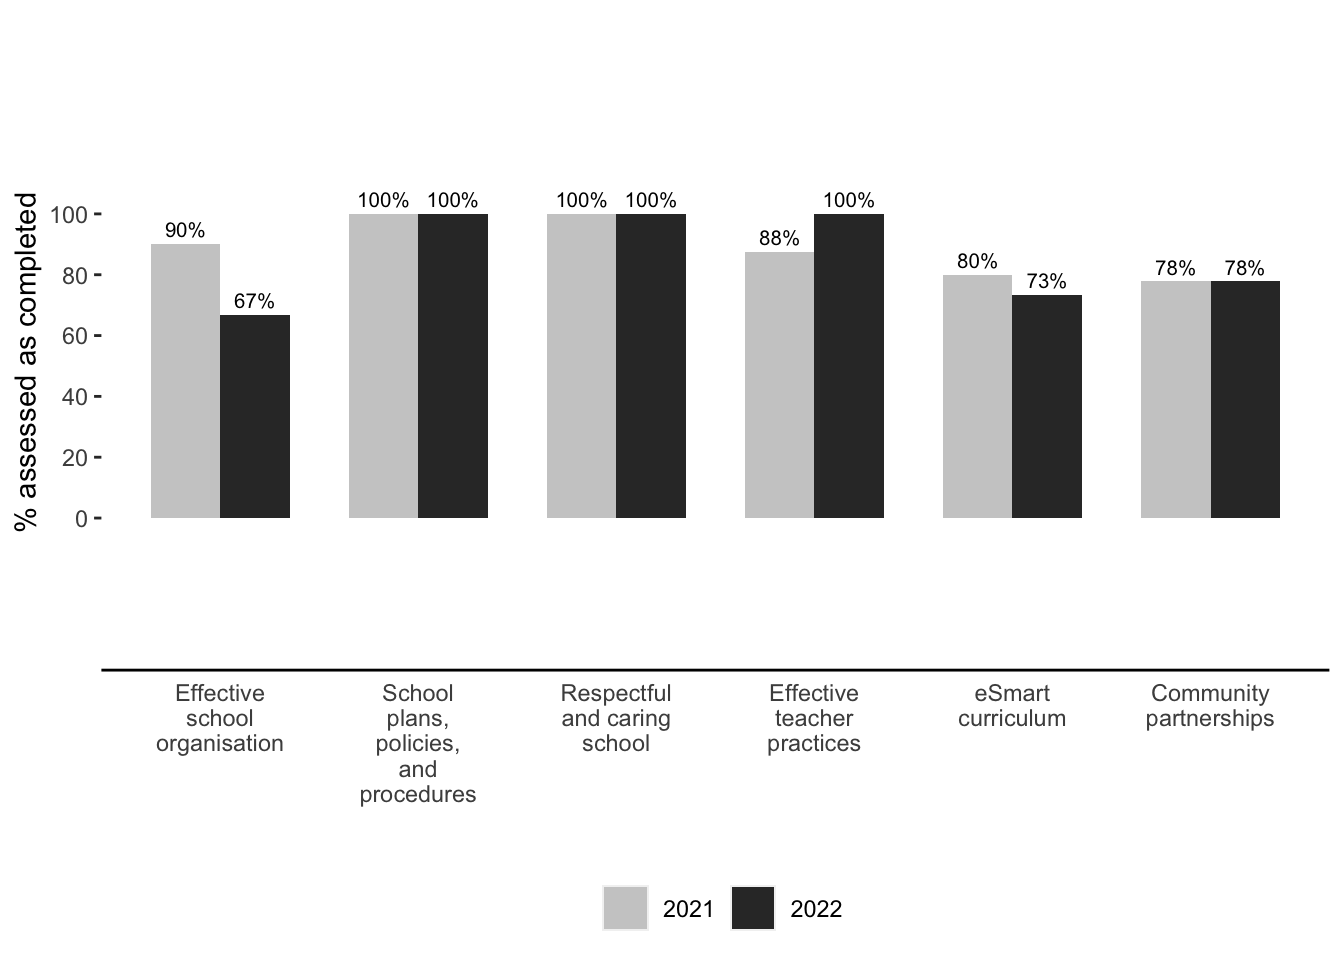 % assessed as completed
100
80
60
40
20
0
90%
67%
100%
100%
100%
100%
88%
100%
80%
73%
78%
78%
Effective
school
organisation
School
plans,
policies,
and
procedures
Respectful
and caring
school
Effective
teacher
practices
eSmart
curriculum
Community
partnerships
2021
2022